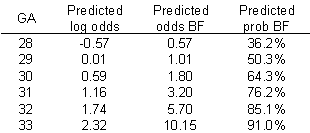 GA Predicted log odds Predicted odds BF Predicted prob BF
28 -0.57 0.57 36.2%
29 0.01 1.01 50.3%
30 0.59 1.80 64.3%
31 1.16 3.20 76.2%
32 1.74 5.70 85.1%
33 2.32 10.15 91.0%